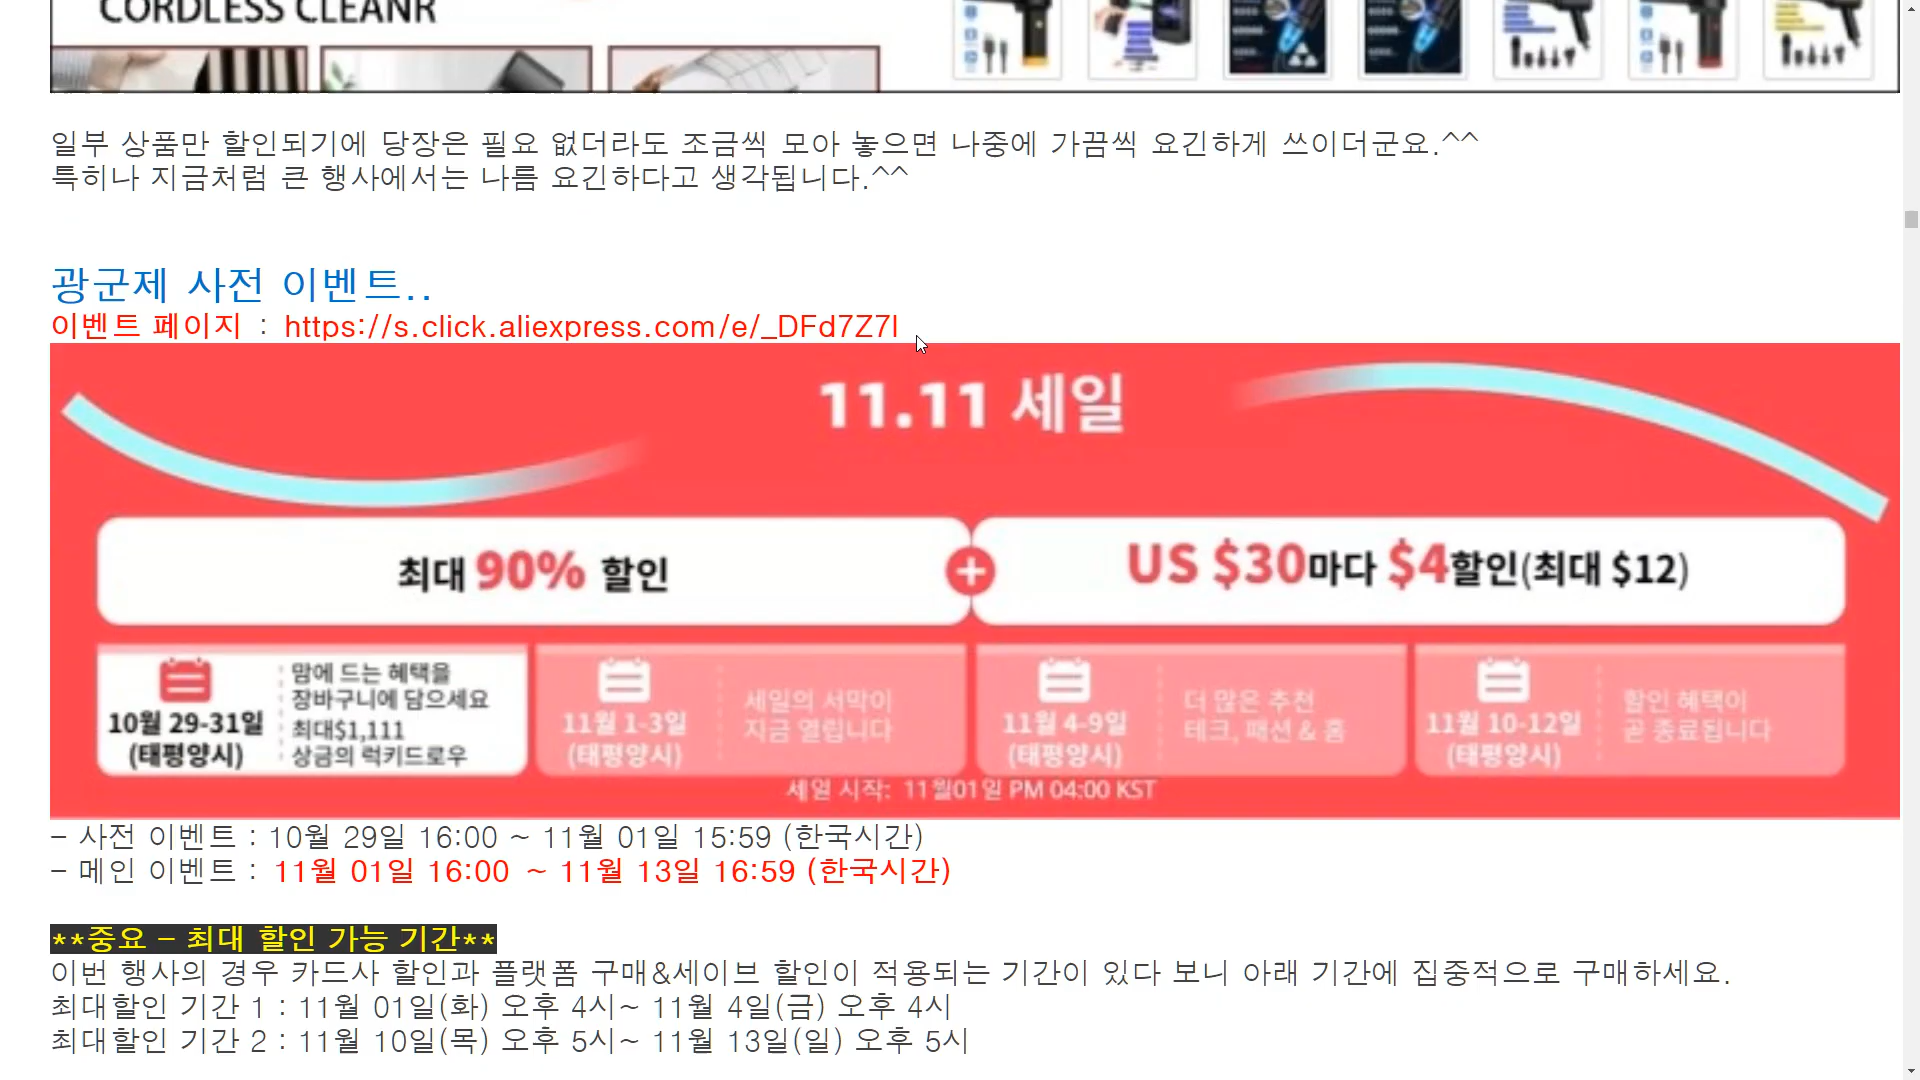 CORDLESS CLEANR
일부 상품만 할인되기에 당장은 필요 없더라도 조금씩 모아 놓으면 나중에 가끔씩 요긴하게 쓰이더군요.^^
특히나 지금처럼 큰 행사에서는 나름 요긴하다고 생각됩니다.^^
광군제 사전 이벤트..
이벤트 페이지 : https://s.click.aliexpress.com/e/_DFd7Z7l
11.11 세일
최대 90% 할인
US $30마다 $4할인(최대 $12)
10월 29-31일
(태평양시)
맘에 드는 혜택을
장바구니에 담으세요
최대$1,111
상금의 럭키드로우
11월 1-3일
(태평양시)
세일의 서막이
지금 열립니다
11월 4-9일
(태평양시)
더 많은 추천
테크, 패션 & 홈
11월 10-12일
(태평양시)
할인 혜택이
곧 종료됩니다
세일 시작: 11월01일 PM 04:00 KST
- 사전 이벤트 : 10월 29일 16:00 ~ 11월 01일 15:59 (한국시간)
- 메인 이벤트 : 11월 01일 16:00 ~ 11월 13일 16:59 (한국시간)
**중요 - 최대 할인 가능 기간**
이번 행사의 경우 카드사 할인과 플랫폼 구매&세이브 할인이 적용되는 기간이 있다 보니 아래 기간에 집중적으로 구매하세요.
최대할인 기간 1 : 11월 01일(화) 오후 4시~ 11월 4일(금) 오후 4시
최대할인 기간 2 : 11월 10일(목) 오후 5시~ 11월 13일(일) 오후 5시